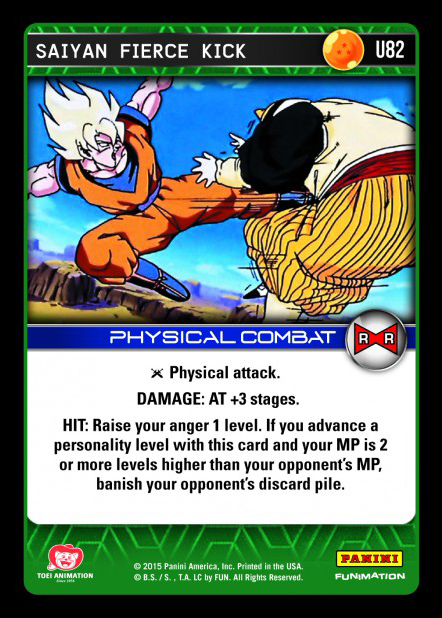 SAIYAN FIERCE KICK
U82
PHYSICAL COMBAT
R R
Physical attack.
DAMAGE: AT +3 stages.
HIT: Raise your anger 1 level. If you advance a
personality level with this card and your MP is 2
or more levels higher than your opponent's MP,
banish your opponent's discard pile.
TOEI ANIMATION
Since 1956
© 2015 Panini America, Inc. Printed in the USA.
© B.S. / S. , T.A. LC by FUN. All Rights Reserved.
PANINI
FUNIMATION